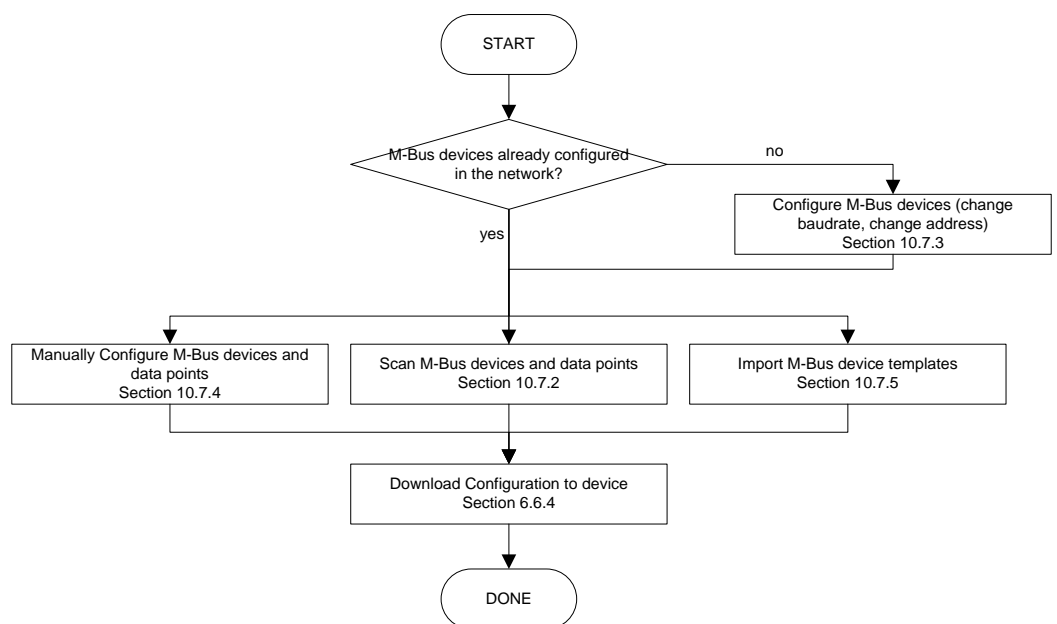 START
M-Bus devices already configured
in the network?
no
Configure M-Bus devices (change
baudrate, change address)
Section 10.7.3
yes
Manually Configure M-Bus devices and
data points
Section 10.7.4
Scan M-Bus devices and data points
Section 10.7.2
Import M-Bus device templates
Section 10.7.5
Download Configuration to device
Section 6.6.4
DONE